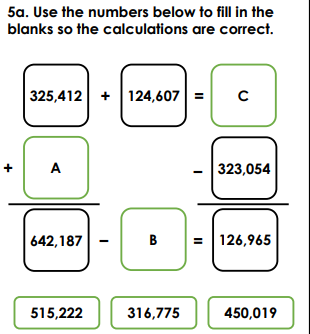 5a. Use the numbers below to fill in the
blanks so the calculations are correct.
325,412 + 124,607 = C
+ A - 323,054
642,187 - B = 126,965
515,222 316,775 450,019